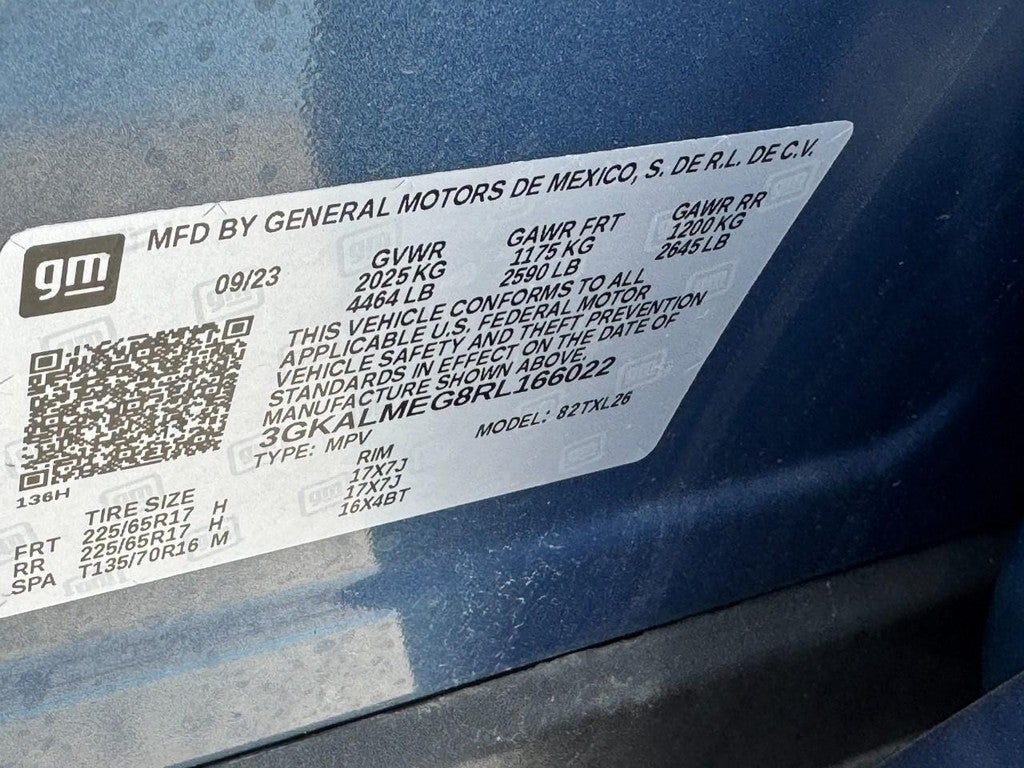 MFD BY GENERAL MOTORS DE MEXICO, S. DE R.L. DE C.V.
gm
09/23
GVWR GAWR FRT GAWR RR
2025 KG 1175 KG 1200 KG
4464 LB 2590 LB 2645 LB
THIS VEHICLE CONFORMS TO ALL
APPLICABLE U.S. FEDERAL MOTOR
VEHICLE SAFETY AND THEFT PREVENTION
STANDARDS IN EFFECT ON THE DATE OF
MANUFACTURE SHOWN ABOVE.
3GKALMEG8RL166022
TYPE: MPV MODEL: 82TXL26
136H
TIRE SIZE RIM
FRT 225/65R17 H 17X7J
RR 225/65R17 H 17X7J
SPA T135/70R16 M 16X4BT